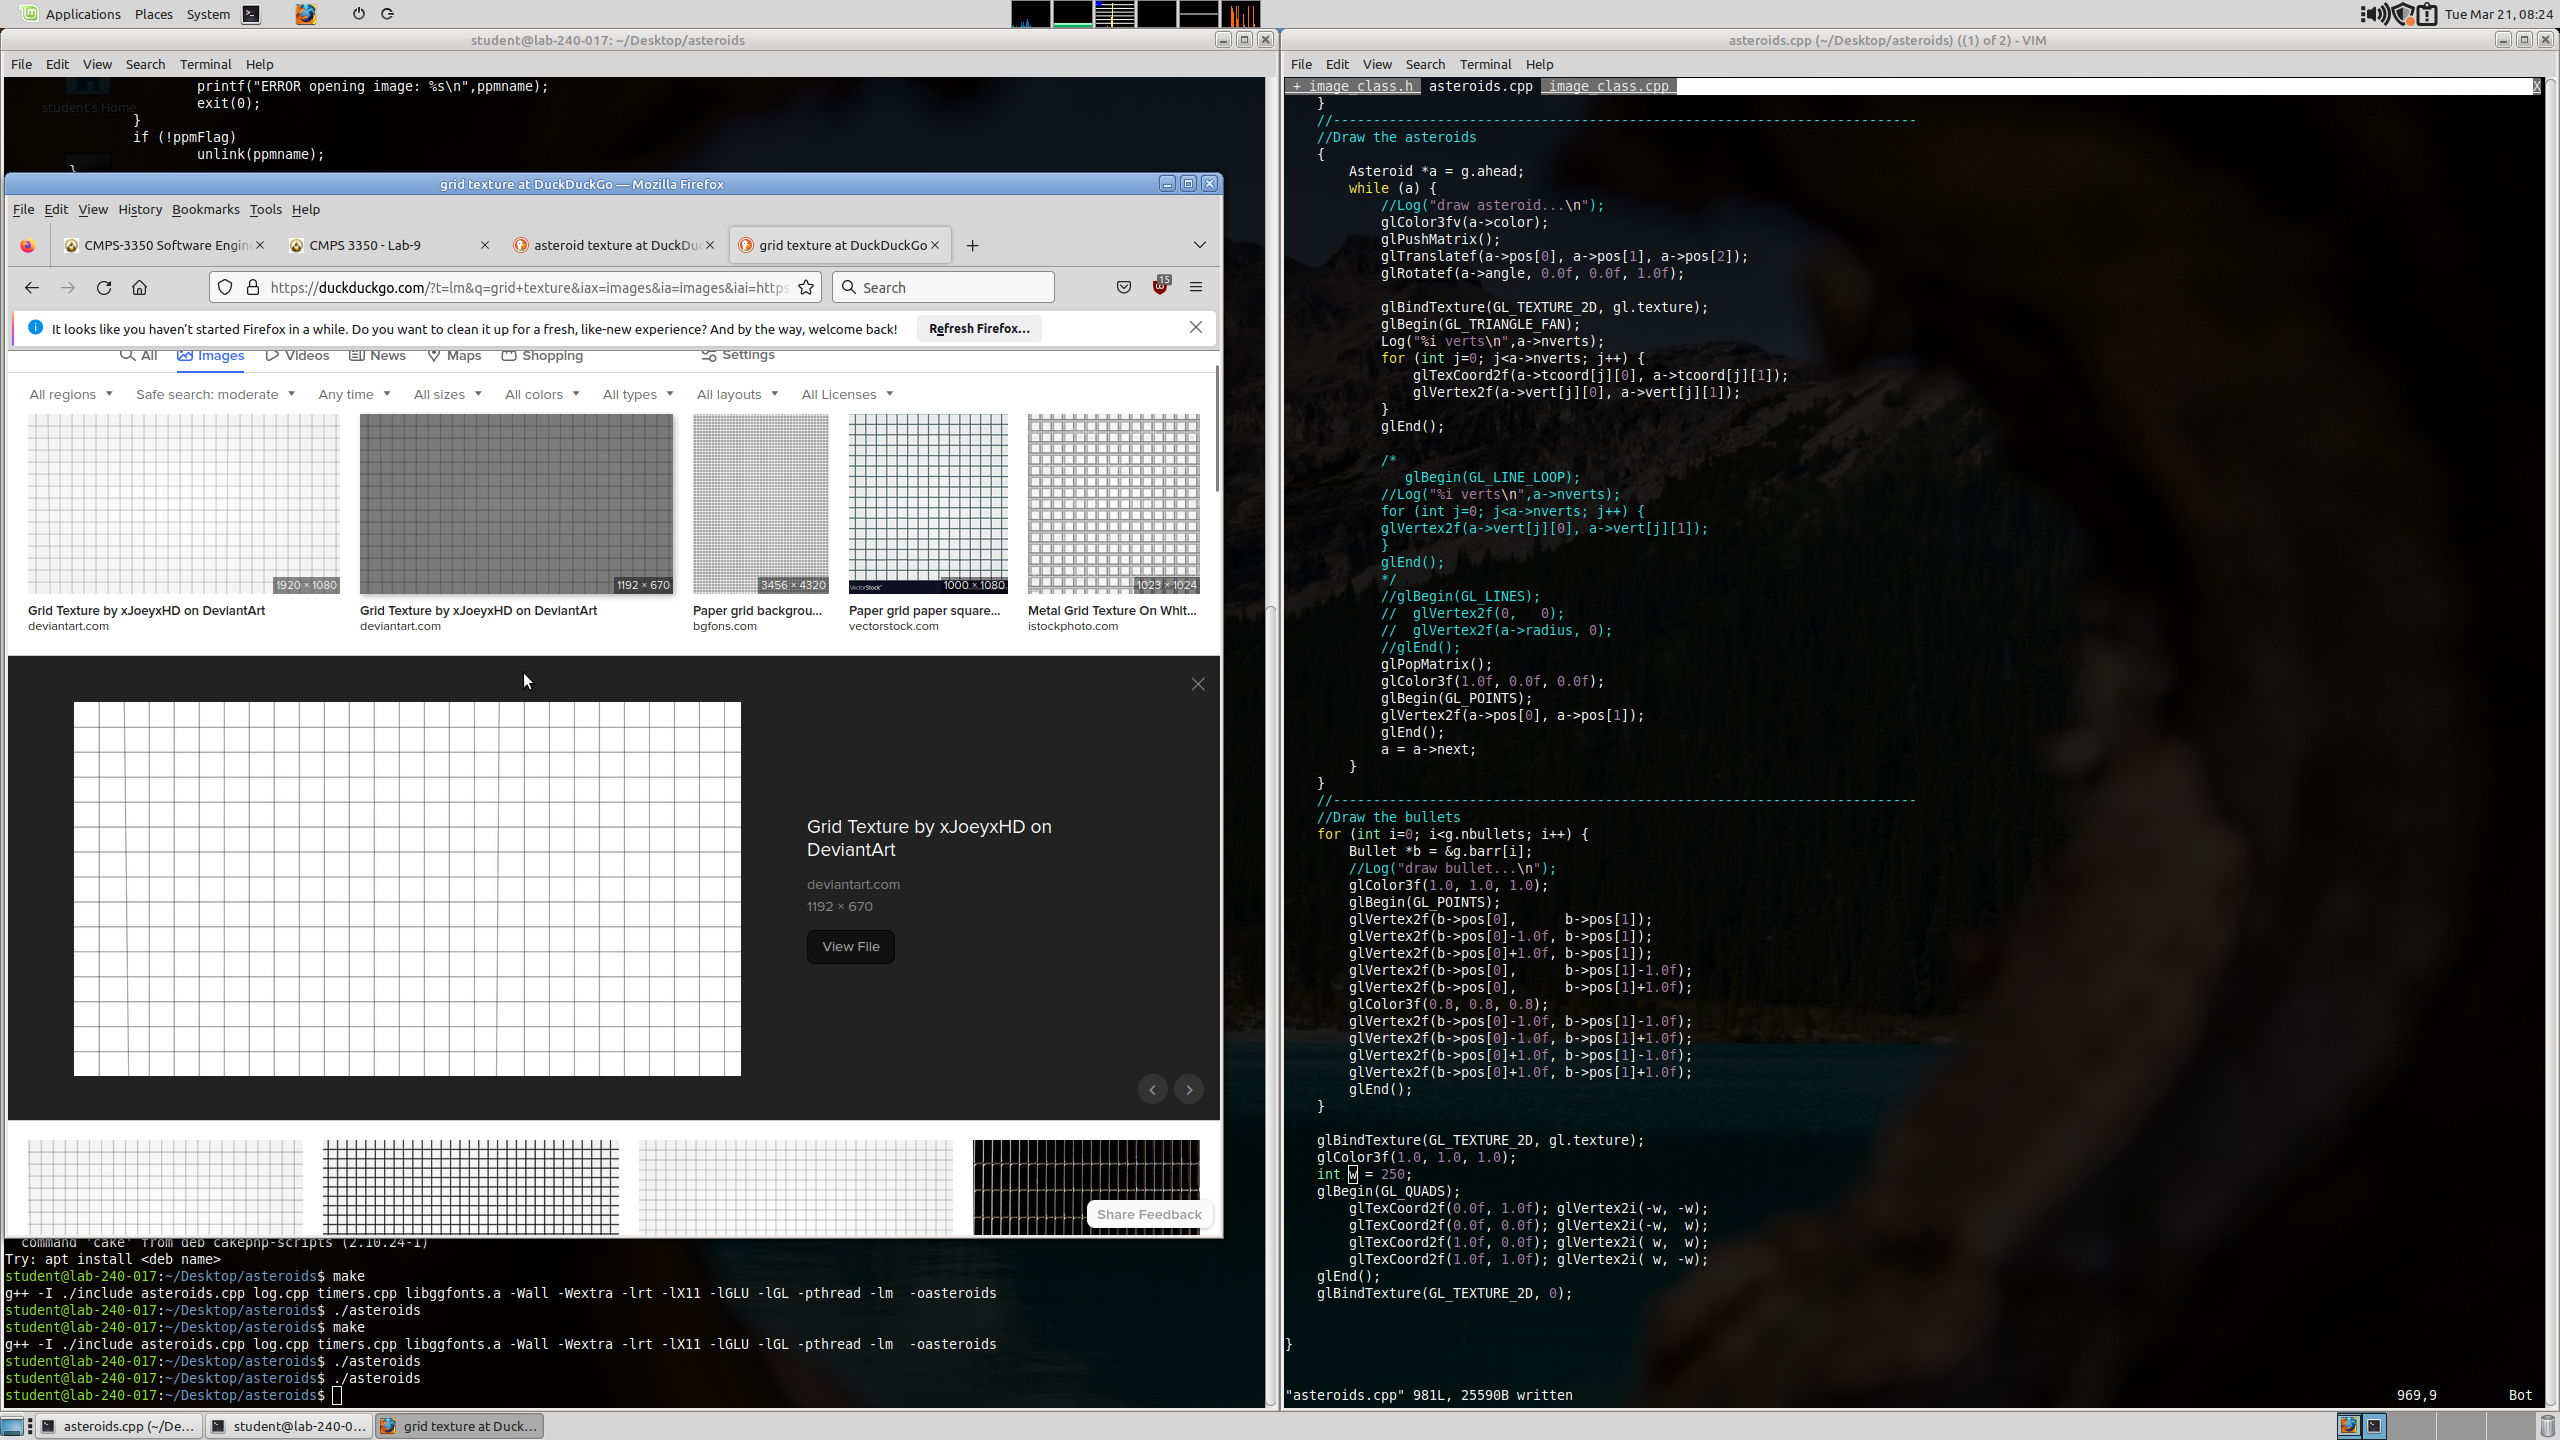 Applications Places System
Tue Mar 21, 08:24
student@lab-240-017: ~/Desktop/asteroids
File Edit View Search Terminal Help
student's Home
printf("ERROR opening image: %s\n",ppmname);
exit(0);
}
if (!ppmFlag)
unlink(ppmname);
}
grid texture at DuckDuckGo — Mozilla Firefox
File Edit View History Bookmarks Tools Help
CMPS-3350 Software Engin
CMPS 3350 - Lab-9
asteroid texture at DuckDuc
grid texture at DuckDuckGo
https://duckduckgo.com/?t=lm&q=grid+texture&iax=images&ia=images&iai=https
Search
15
It looks like you haven't started Firefox in a while. Do you want to clean it up for a fresh, like-new experience? And by the way, welcome back!
Refresh Firefox...
All Images Videos News Maps Shopping Settings
All regions Safe search: moderate Any time All sizes All colors All types All layouts All Licenses
1920 × 1080
1192 × 670
3456 × 4320
VectorStock
1000 × 1080
1023 × 1024
Grid Texture by xJoeyxHD on DeviantArt
deviantart.com
Grid Texture by xJoeyxHD on DeviantArt
deviantart.com
Paper grid backgrou...
bgfons.com
Paper grid paper square...
vectorstock.com
Metal Grid Texture On Whit...
istockphoto.com
Grid Texture by xJoeyxHD on
DeviantArt
deviantart.com
1192 × 670
View File
Share Feedback
command 'cake' from deb cakephp-scripts (2.10.24-1)
Try: apt install <deb name>
student@lab-240-017:~/Desktop/asteroids$ make
g++ -I ./include asteroids.cpp log.cpp timers.cpp libggfonts.a -Wall -Wextra -lrt -lX11 -lGLU -lGL -pthread -lm  -oasteroids
student@lab-240-017:~/Desktop/asteroids$ ./asteroids
student@lab-240-017:~/Desktop/asteroids$ make
g++ -I ./include asteroids.cpp log.cpp timers.cpp libggfonts.a -Wall -Wextra -lrt -lX11 -lGLU -lGL -pthread -lm  -oasteroids
student@lab-240-017:~/Desktop/asteroids$ ./asteroids
student@lab-240-017:~/Desktop/asteroids$ ./asteroids
student@lab-240-017:~/Desktop/asteroids$
asteroids.cpp (~/Desktop/asteroids) ((1) of 2) - VIM
File Edit View Search Terminal Help
+ image_class.h asteroids.cpp image_class.cpp X
}
//-------------------------------------------------------------------------
//Draw the asteroids
{
Asteroid *a = g.ahead;
while (a) {
//Log("draw asteroid...\n");
glColor3fv(a->color);
glPushMatrix();
glTranslatef(a->pos[0], a->pos[1], a->pos[2]);
glRotatef(a->angle, 0.0f, 0.0f, 1.0f);
glBindTexture(GL_TEXTURE_2D, gl.texture);
glBegin(GL_TRIANGLE_FAN);
Log("%i verts\n",a->nverts);
for (int j=0; j<a->nverts; j++) {
glTexCoord2f(a->tcoord[j][0], a->tcoord[j][1]);
glVertex2f(a->vert[j][0], a->vert[j][1]);
}
glEnd();
/*
glBegin(GL_LINE_LOOP);
//Log("%i verts\n",a->nverts);
for (int j=0; j<a->nverts; j++) {
glVertex2f(a->vert[j][0], a->vert[j][1]);
}
glEnd();
*/
//glBegin(GL_LINES);
//  glVertex2f(0,   0);
//  glVertex2f(a->radius, 0);
//glEnd();
glPopMatrix();
glColor3f(1.0f, 0.0f, 0.0f);
glBegin(GL_POINTS);
glVertex2f(a->pos[0], a->pos[1]);
glEnd();
a = a->next;
}
}
//-------------------------------------------------------------------------
//Draw the bullets
for (int i=0; i<g.nbullets; i++) {
Bullet *b = &g.barr[i];
//Log("draw bullet...\n");
glColor3f(1.0, 1.0, 1.0);
glBegin(GL_POINTS);
glVertex2f(b->pos[0],      b->pos[1]);
glVertex2f(b->pos[0]-1.0f, b->pos[1]);
glVertex2f(b->pos[0]+1.0f, b->pos[1]);
glVertex2f(b->pos[0],      b->pos[1]-1.0f);
glVertex2f(b->pos[0],      b->pos[1]+1.0f);
glColor3f(0.8, 0.8, 0.8);
glVertex2f(b->pos[0]-1.0f, b->pos[1]-1.0f);
glVertex2f(b->pos[0]-1.0f, b->pos[1]+1.0f);
glVertex2f(b->pos[0]+1.0f, b->pos[1]-1.0f);
glVertex2f(b->pos[0]+1.0f, b->pos[1]+1.0f);
glEnd();
}
glBindTexture(GL_TEXTURE_2D, gl.texture);
glColor3f(1.0, 1.0, 1.0);
int w = 250;
glBegin(GL_QUADS);
glTexCoord2f(0.0f, 1.0f); glVertex2i(-w, -w);
glTexCoord2f(0.0f, 0.0f); glVertex2i(-w,  w);
glTexCoord2f(1.0f, 0.0f); glVertex2i( w,  w);
glTexCoord2f(1.0f, 1.0f); glVertex2i( w, -w);
glEnd();
glBindTexture(GL_TEXTURE_2D, 0);
}
"asteroids.cpp" 981L, 25590B written
969,9
Bot
asteroids.cpp (~/De...
student@lab-240-0...
grid texture at Duck...